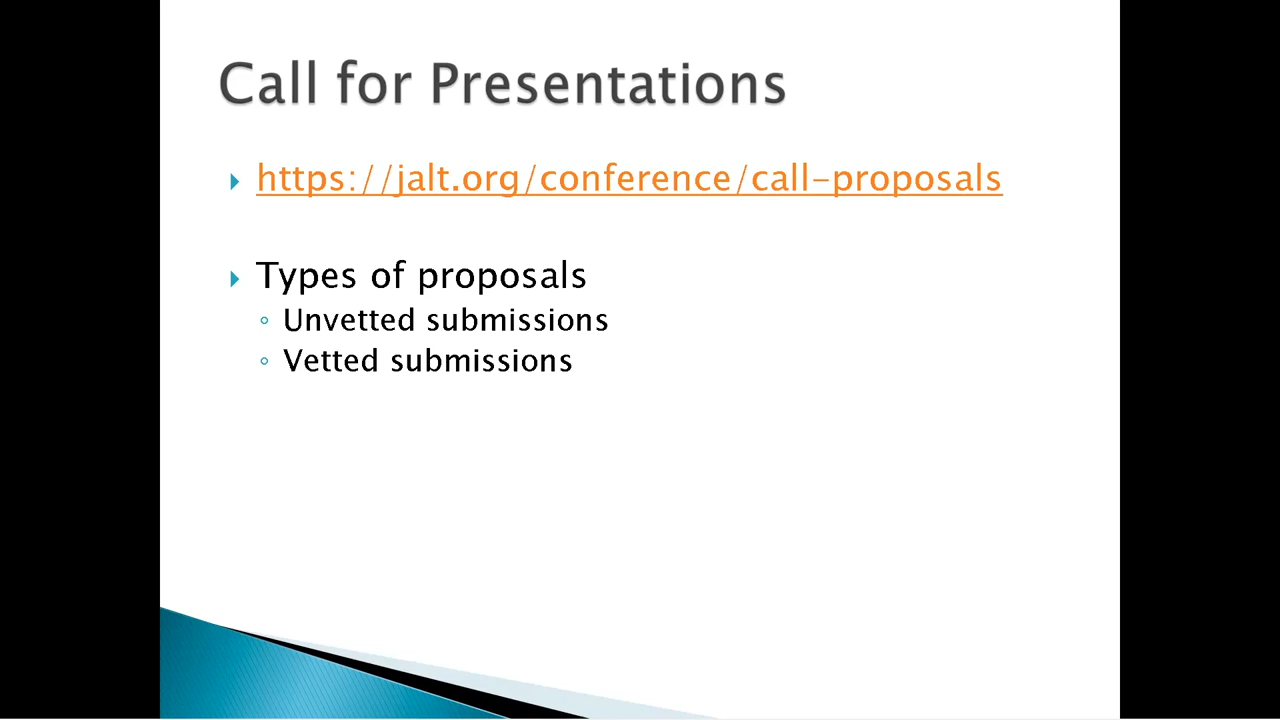 Call for Presentations
https://jalt.org/conference/call-proposals
Types of proposals
Unvetted submissions
Vetted submissions